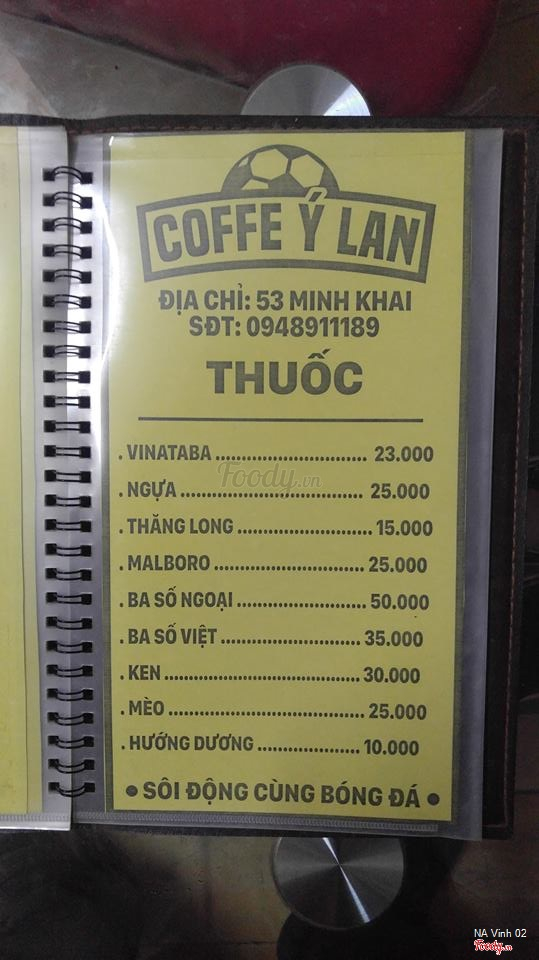 COFFE Ý LAN
ĐỊA CHỈ: 53 MINH KHAI
SĐT: 0948911189
THUỐC
. VINATABA ........................................ 23.000
Foody.vn
. NGỰA ........................................ 25.000
. THĂNG LONG ........................................ 15.000
. MALBORO ........................................ 25.000
. BA SỐ NGOẠI ........................................ 50.000
. BA SỐ VIỆT ........................................ 35.000
. KEN ........................................ 30.000
. MÈO ........................................ 25.000
. HƯỚNG DƯƠNG ........................................ 10.000
• SÔI ĐỘNG CÙNG BÓNG ĐÁ •
NA Vinh 02
Foody.vn